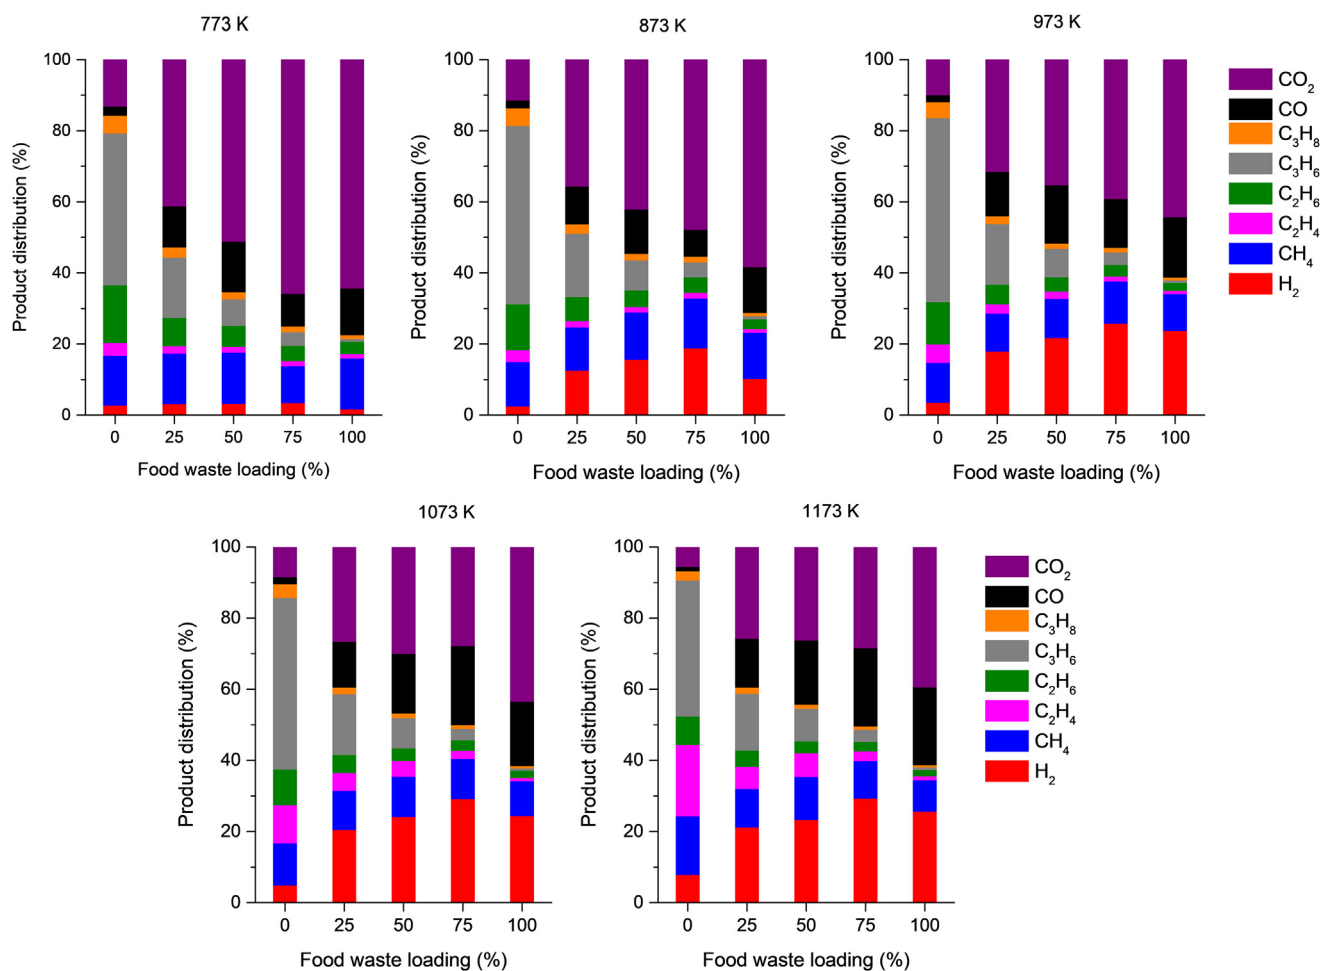 773 K
873 K
973 K
Product distribution (%)
100
80
60
40
20
0
0 25 50 75 100
Food waste loading (%)
Product distribution (%)
100
80
60
40
20
0
0 25 50 75 100
Food waste loading (%)
Product distribution (%)
100
80
60
40
20
0
0 25 50 75 100
Food waste loading (%)
CO₂
CO
C₃H₈
C₃H₆
C₂H₆
C₂H₄
CH₄
H₂
1073 K
1173 K
Product distribution (%)
100
80
60
40
20
0
0 25 50 75 100
Food waste loading (%)
Product distribution (%)
100
80
60
40
20
0
0 25 50 75 100
Food waste loading (%)
CO₂
CO
C₃H₈
C₃H₆
C₂H₆
C₂H₄
CH₄
H₂